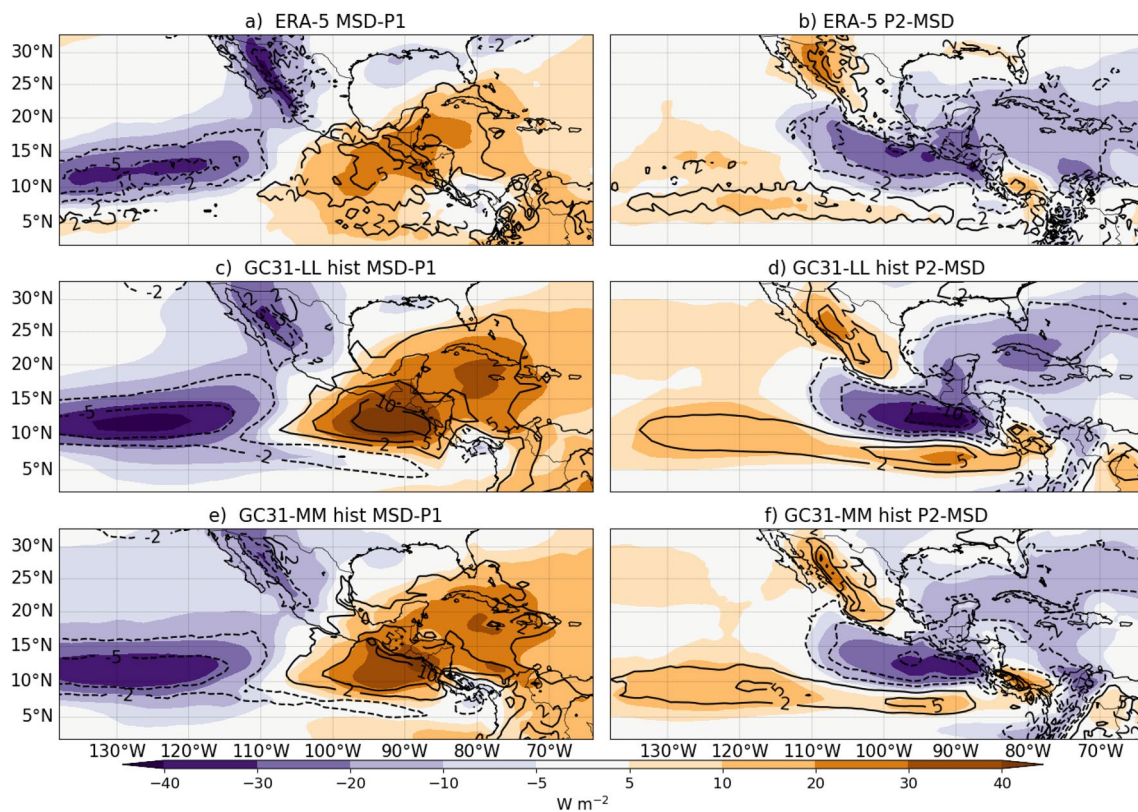 a)  ERA-5 MSD-P1
b)  ERA-5 P2-MSD
30°N
25°N
20°N
15°N
10°N
5°N
c)  GC31-LL hist MSD-P1
d) GC31-LL hist P2-MSD
30°N
25°N
20°N
15°N
10°N
5°N
e)  GC31-MM hist MSD-P1
f)  GC31-MM hist P2-MSD
30°N
25°N
20°N
15°N
10°N
5°N
130°W 120°W 110°W 100°W 90°W 80°W 70°W
130°W 120°W 110°W 100°W 90°W 80°W 70°W
−40 −30 −20 −10 −5 5 10 20 30 40
W m−2